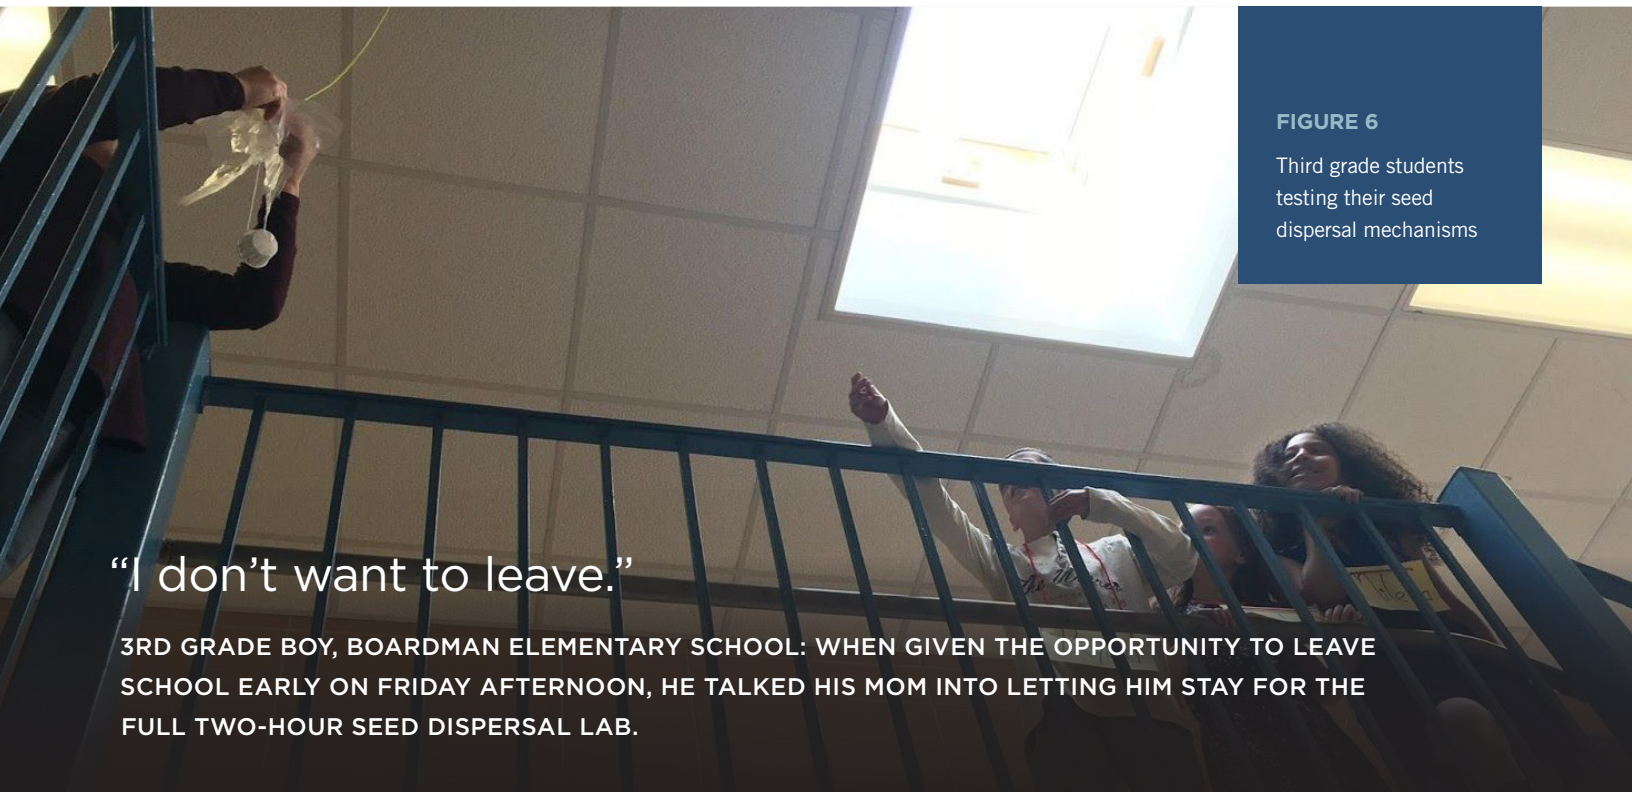 FIGURE 6
Third grade students
testing their seed
dispersal mechanisms
“I don’t want to leave.”
3RD GRADE BOY, BOARDMAN ELEMENTARY SCHOOL: WHEN GIVEN THE OPPORTUNITY TO LEAVE
SCHOOL EARLY ON FRIDAY AFTERNOON, HE TALKED HIS MOM INTO LETTING HIM STAY FOR THE
FULL TWO-HOUR SEED DISPERSAL LAB.